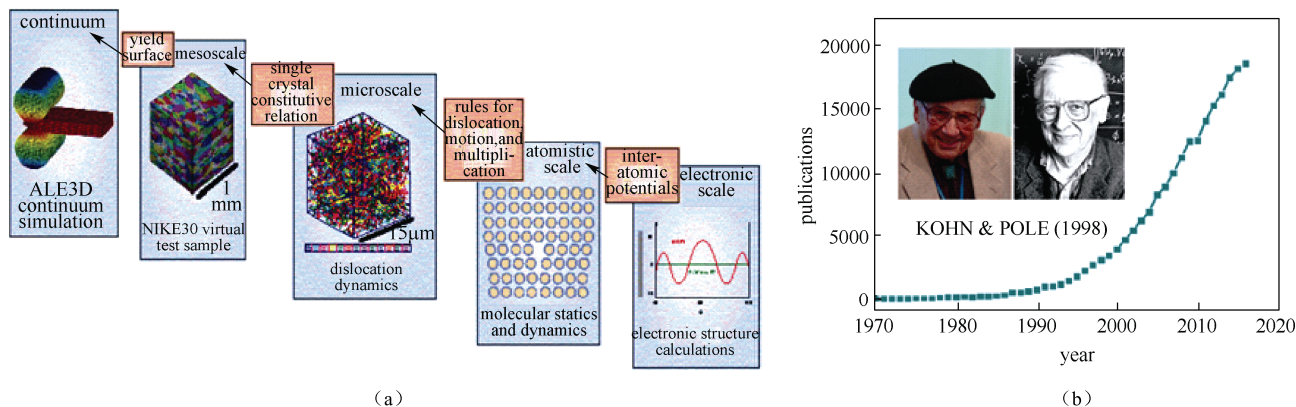 continuum
ALE3D
continuum
simulation
yield
surface
mesoscale
1
mm
NIKE30 virtual
test sample
single
crystal
constitutive
relation
microscale
15μm
dislocation
dynamics
rules for
dislocation,
motion,and
multipli-
cation
atomistic
scale
molecular statics
and dynamics
inter-
atomic
potentials
electronic
scale
electronic structure
calculations
(a)
publications
20000
15000
10000
5000
0
KOHN & POLE (1998)
1970 1980 1990 2000 2010 2020
year
(b)